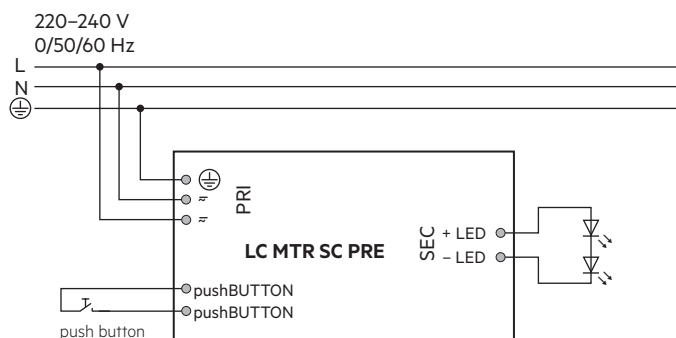 220–240 V
0/50/60 Hz
L
N
PRI
LC MTR SC PRE
SEC
+ LED
– LED
pushBUTTON
pushBUTTON
push button